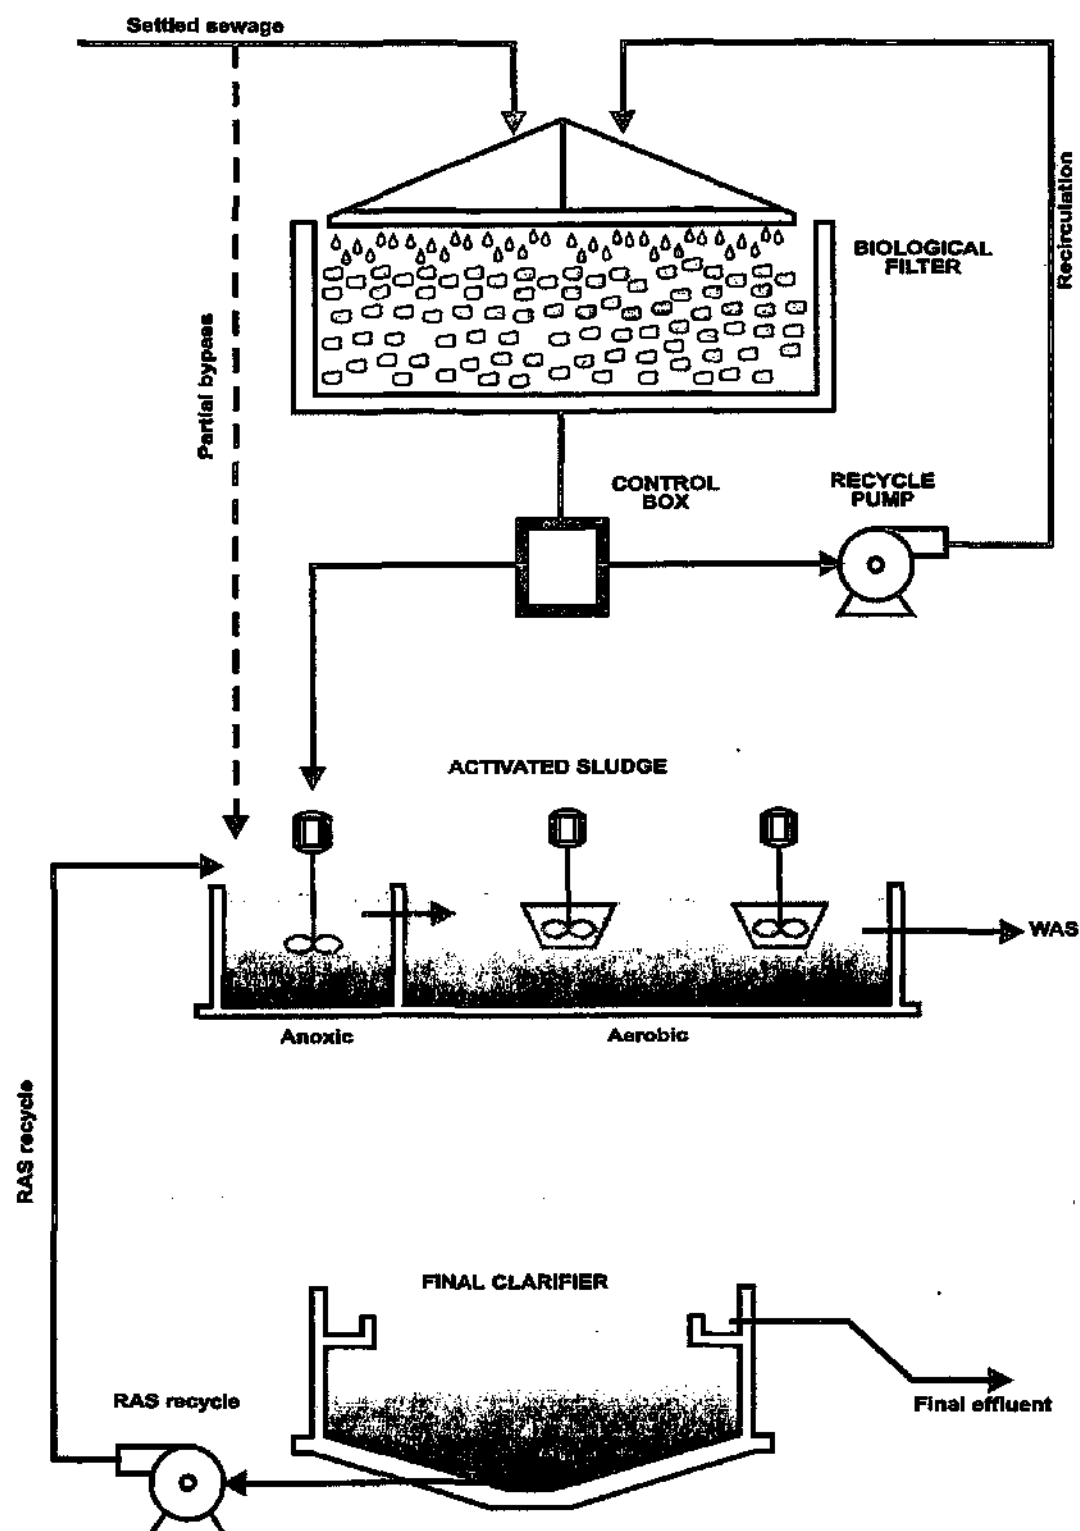 Settled sewage
Recirculation
BIOLOGICAL
FILTER
Partial bypass
CONTROL
BOX
RECYCLE
PUMP
ACTIVATED SLUDGE
WAS
Anoxic
Aerobic
RAS recycle
FINAL CLARIFIER
RAS recycle
Final effluent